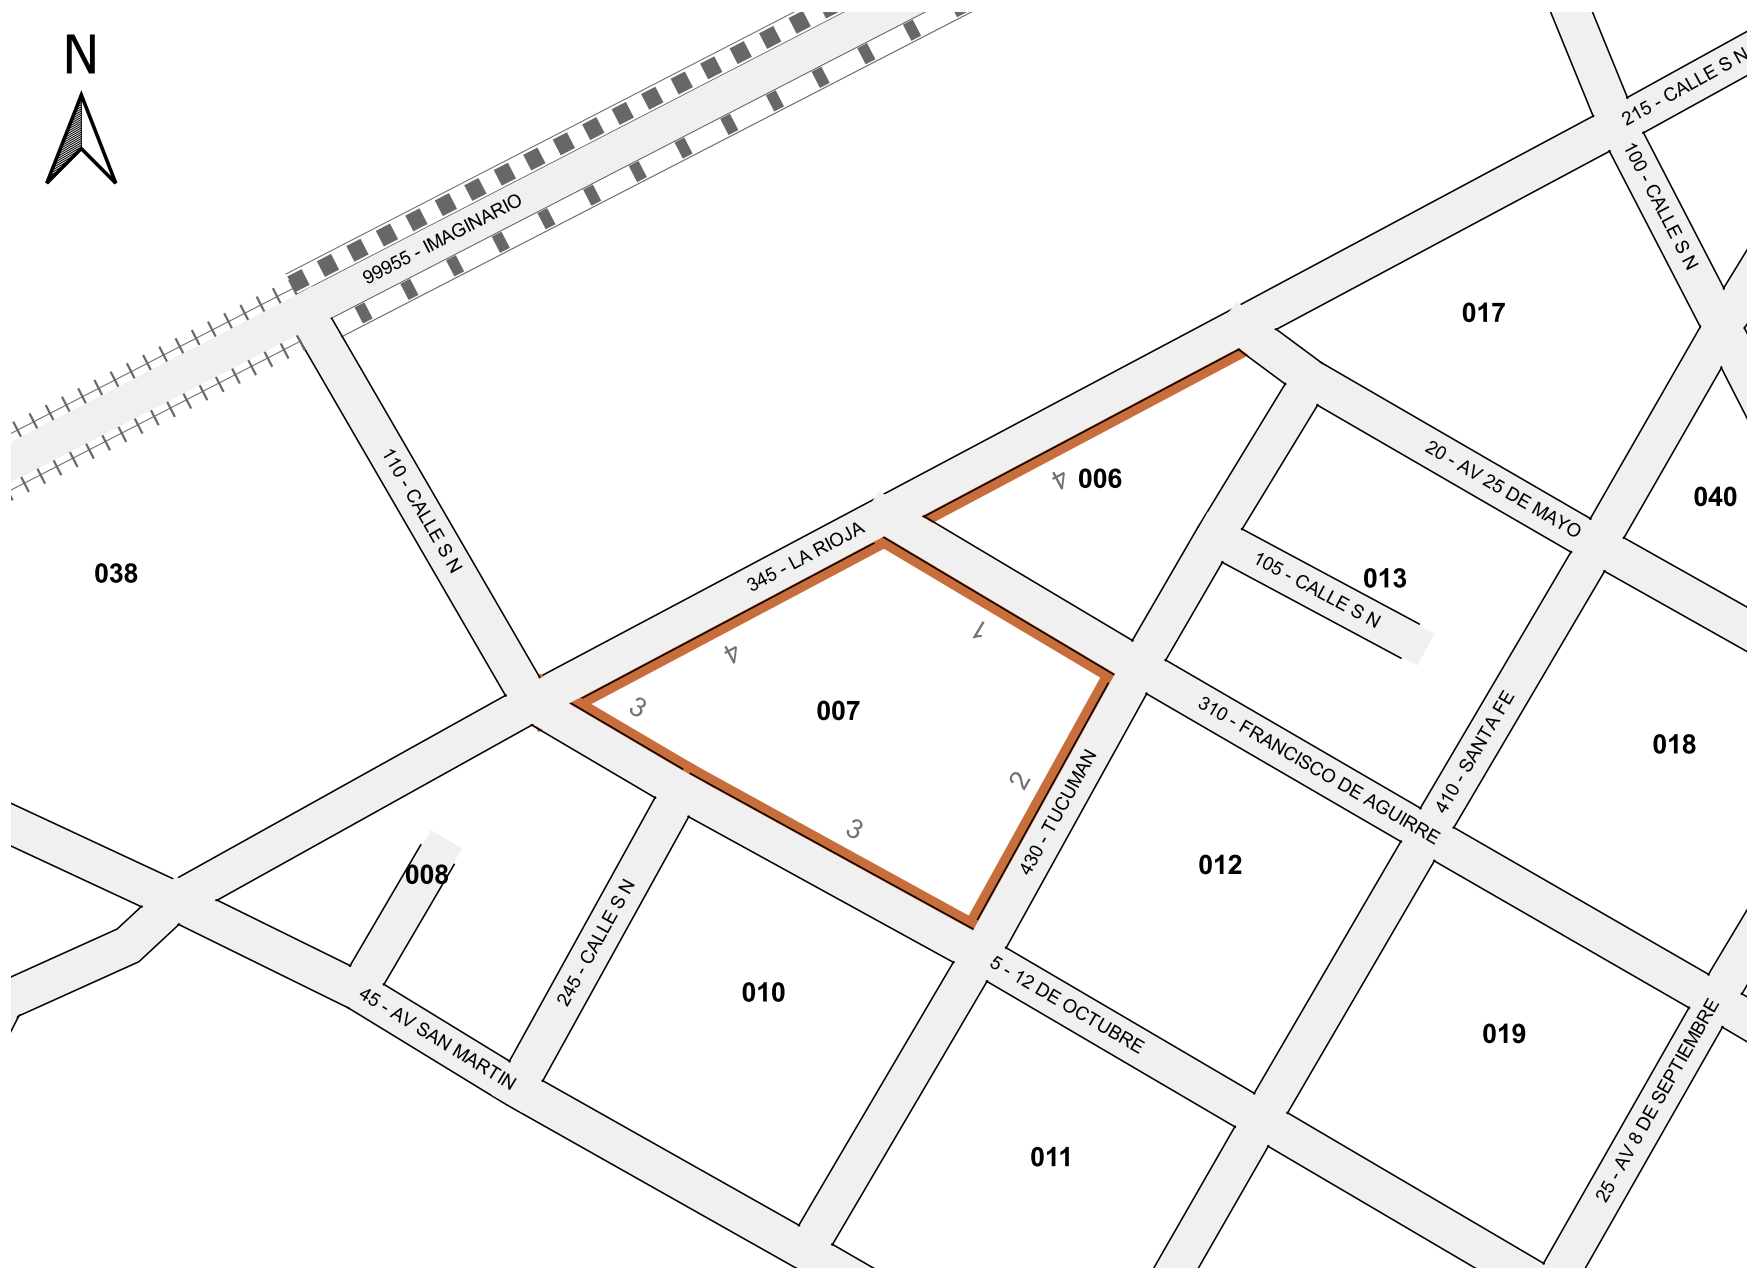 N
215 - CALLE S N
100 - CALLE S N
99955 - IMAGINARIO
017
110 - CALLE S N
006
4
20 - AV 25 DE MAYO
040
345 - LA RIOJA
038
013
105 - CALLE S N
1
4
3
007
2
3
430 - TUCUMAN
310 - FRANCISCO DE AGUIRRE
410 - SANTA FE
018
012
008
245 - CALLE S N
45 - AV SAN MARTIN
010
5 - 12 DE OCTUBRE
019
25 - AV 8 DE SEPTIEMBRE
011